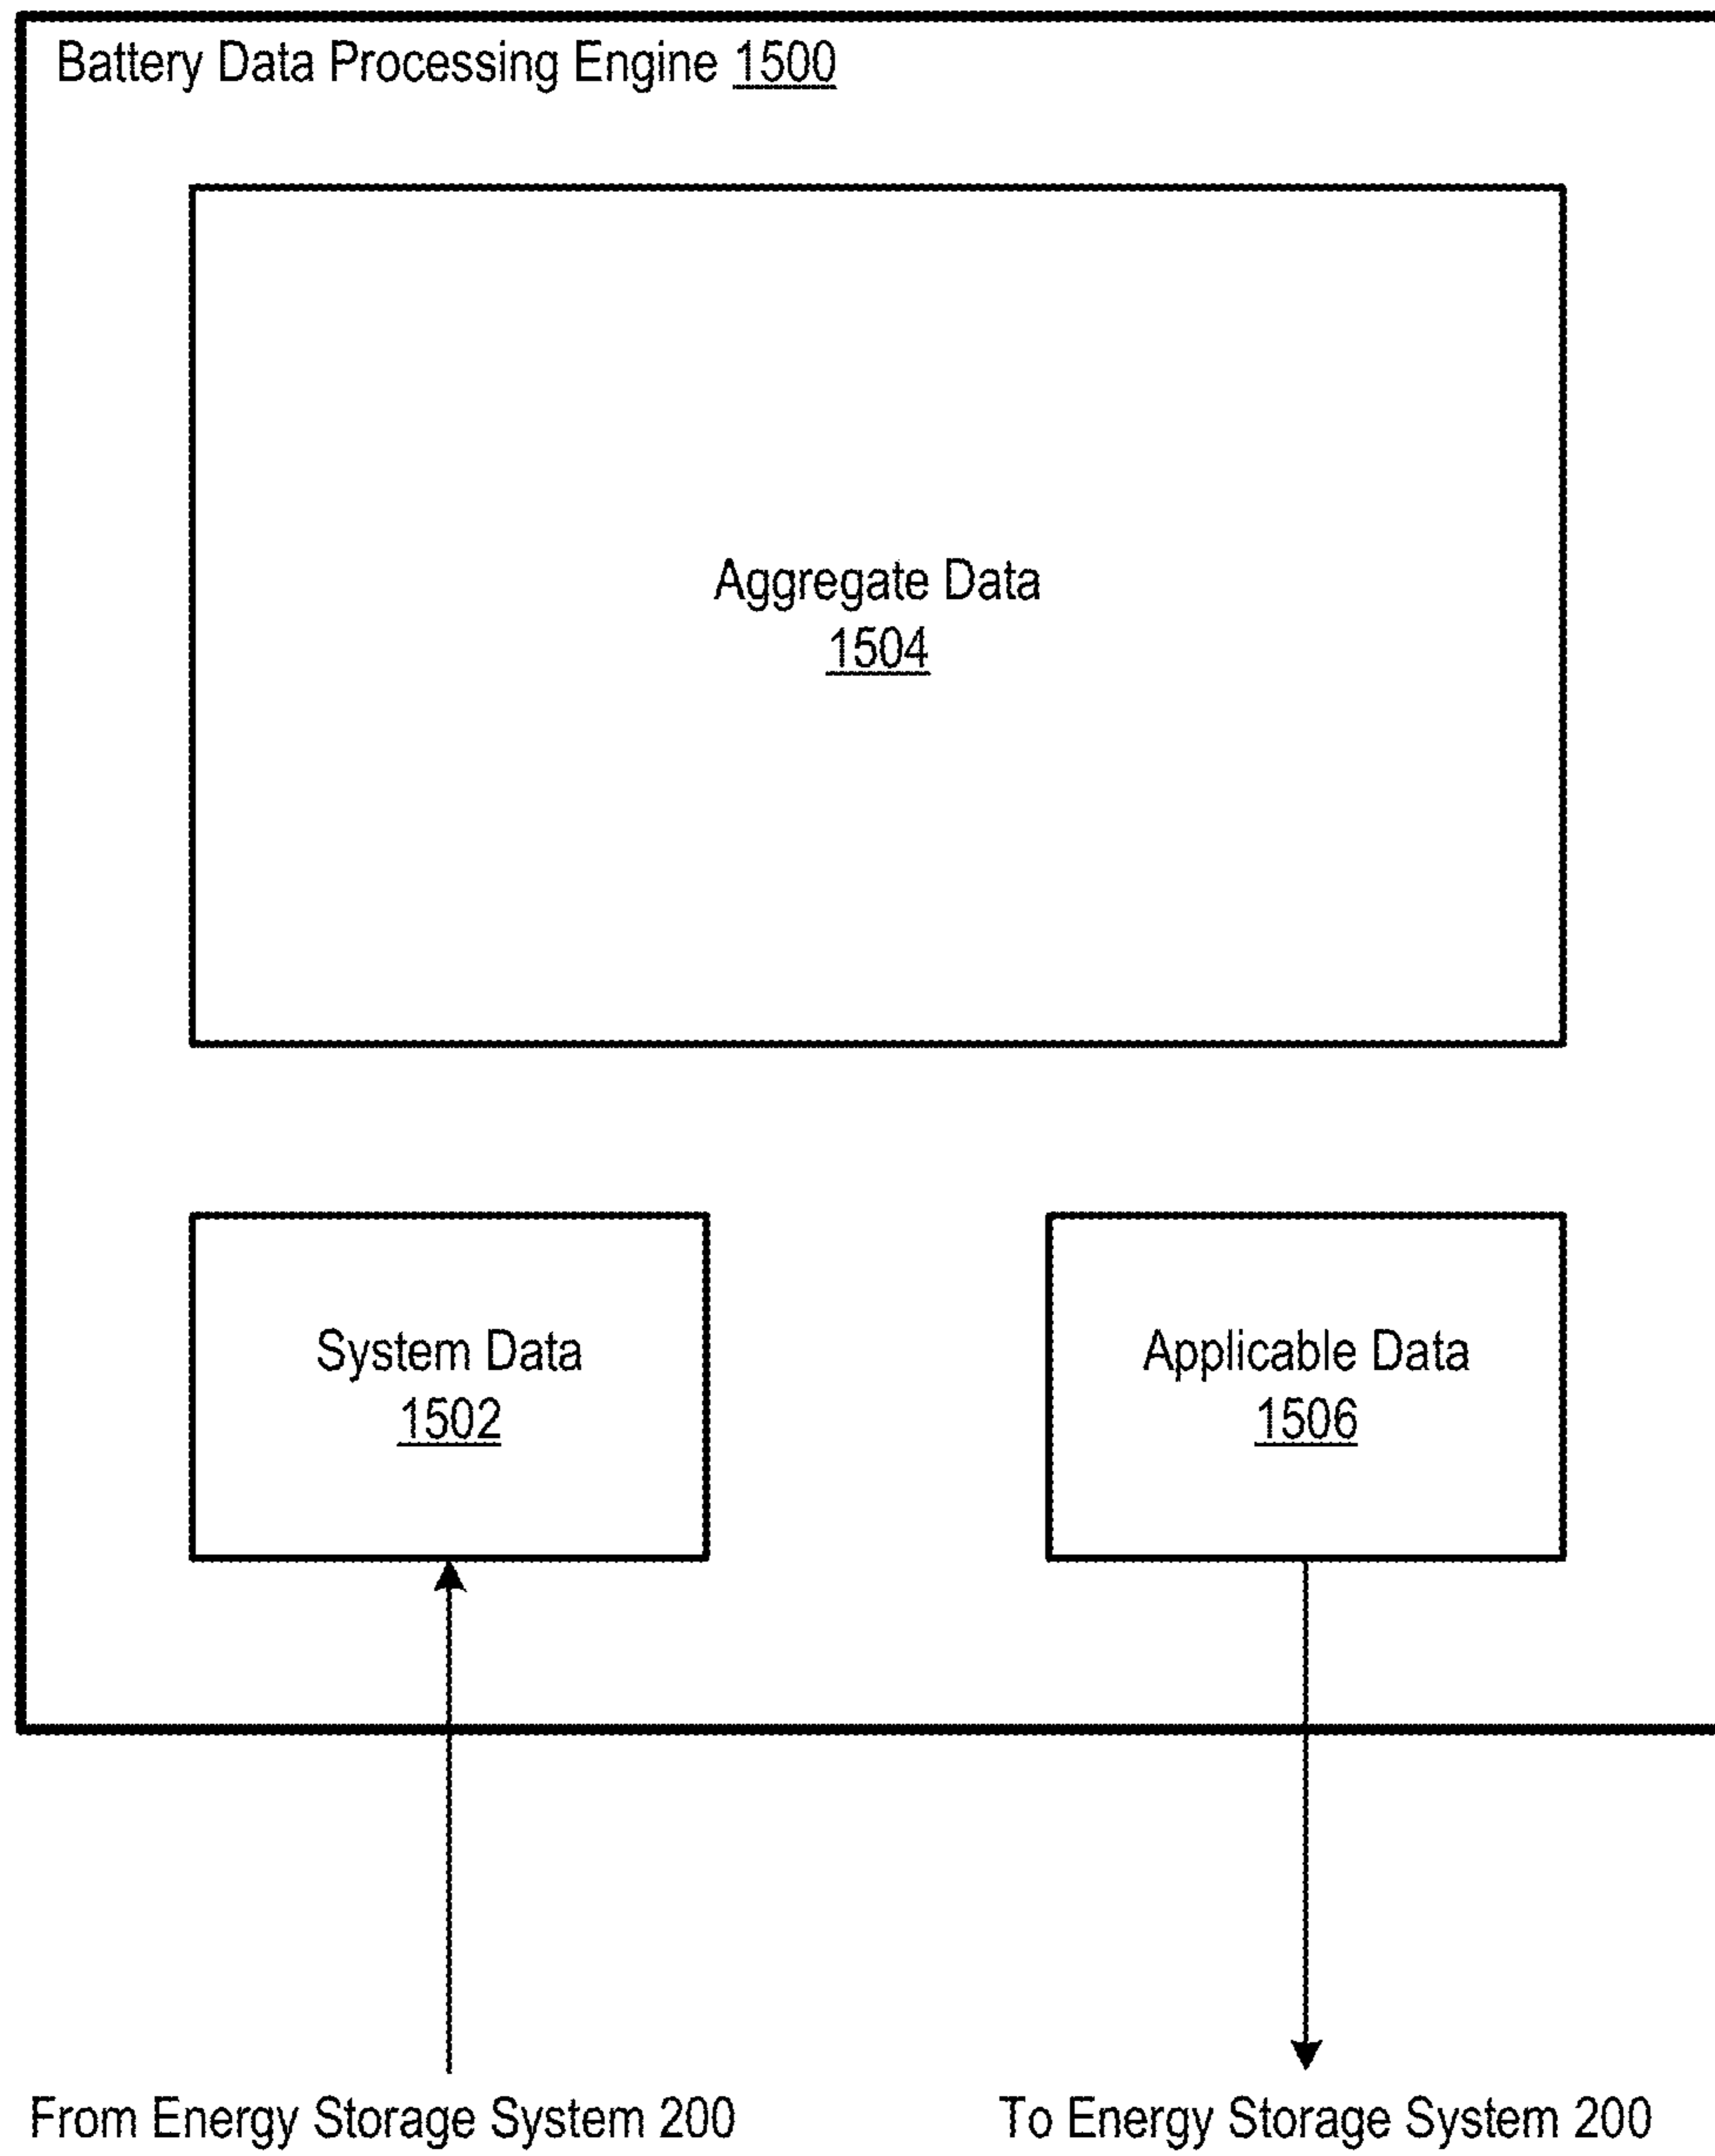 Battery Data Processing Engine 1500
Aggregate Data
1504
System Data
1502
Applicable Data
1506
From Energy Storage System 200
To Energy Storage System 200